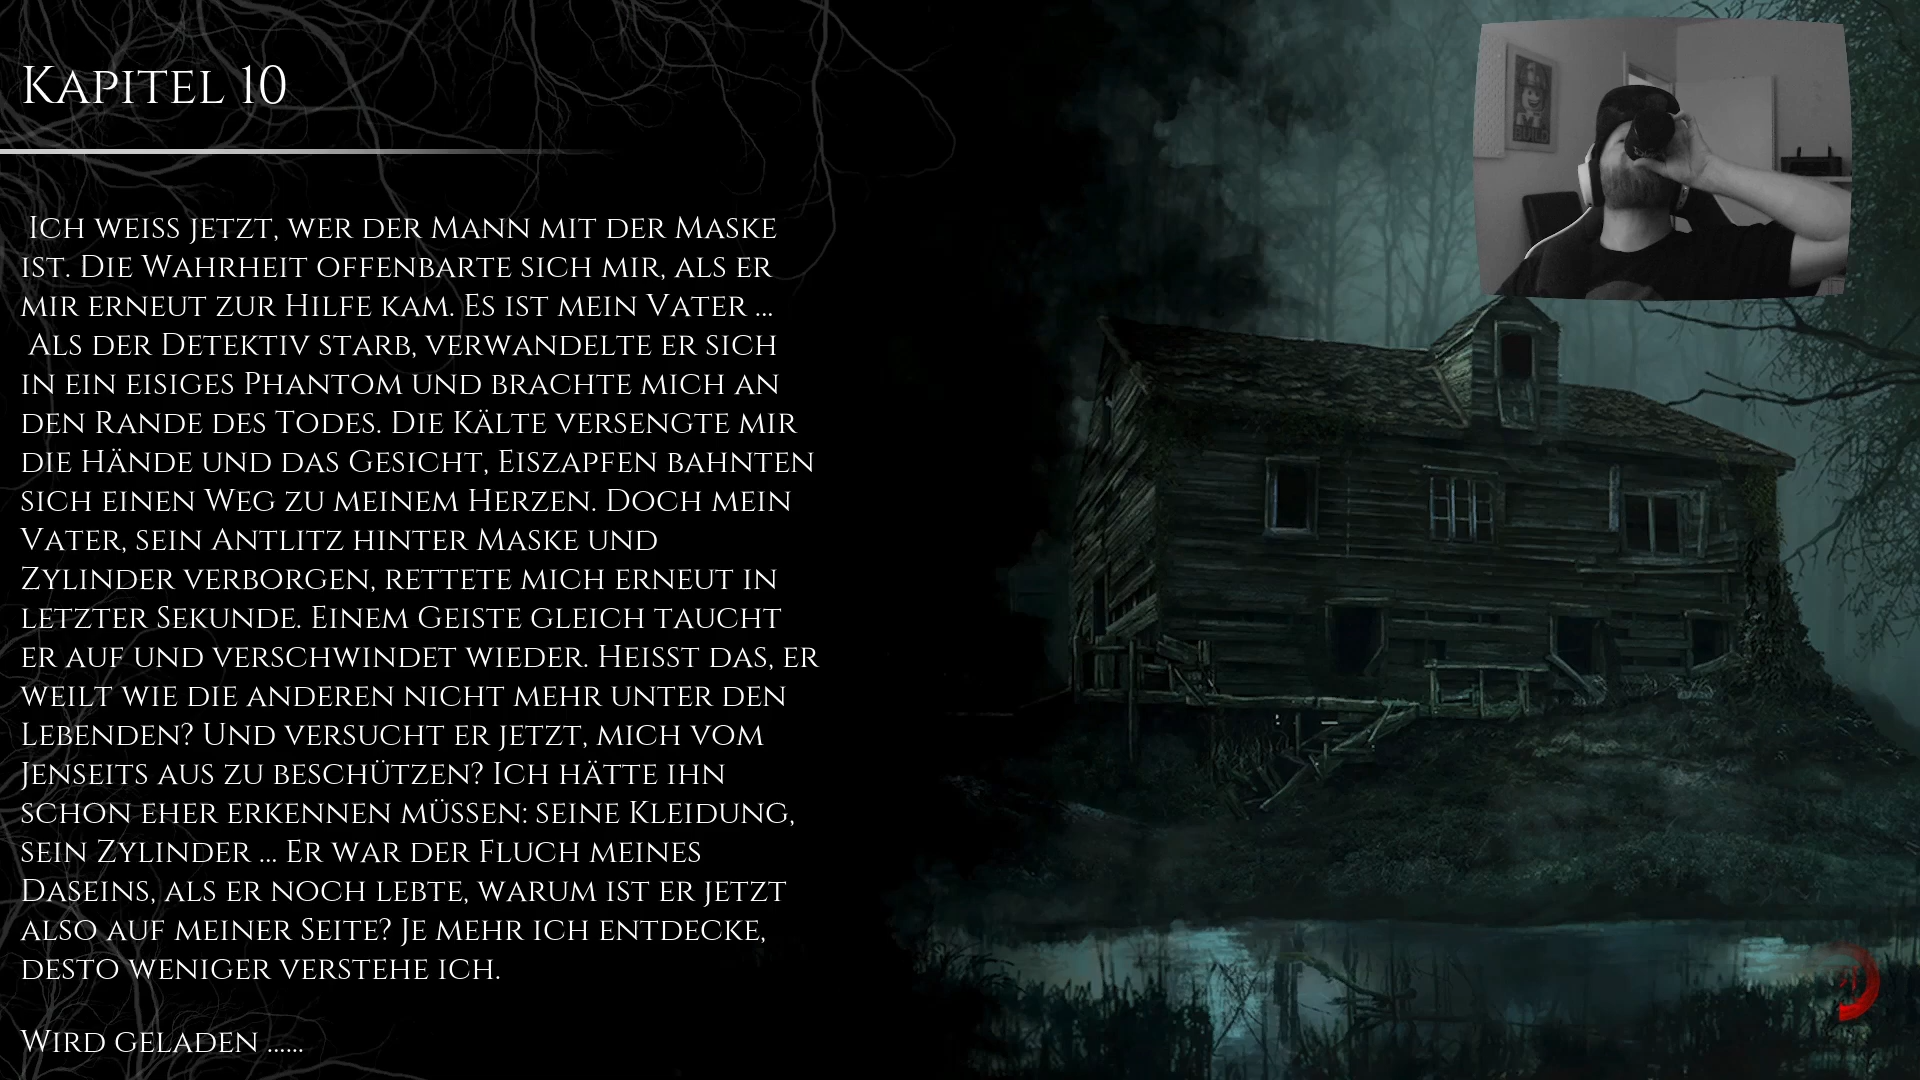 Kapitel 10
Ich weiss jetzt, wer der Mann mit der Maske
ist. Die Wahrheit offenbarte sich mir, als er
mir erneut zur Hilfe kam. Es ist mein Vater ...
Als der Detektiv starb, verwandelte er sich
in ein eisiges Phantom und brachte mich an
den Rande des Todes. Die Kälte versengte mir
die Hände und das Gesicht, Eiszapfen bahnten
sich einen Weg zu meinem Herzen. Doch mein
Vater, sein Antlitz hinter Maske und
Zylinder verborgen, rettete mich erneut in
letzter Sekunde. Einem Geiste gleich taucht
er auf und verschwindet wieder. Heisst das, er
weilt wie die anderen nicht mehr unter den
Lebenden? Und versucht er jetzt, mich vom
Jenseits aus zu beschützen? Ich hätte ihn
schon eher erkennen müssen: seine Kleidung,
sein Zylinder ... Er war der Fluch meines
Daseins, als er noch lebte, warum ist er jetzt
also auf meiner Seite? Je mehr ich entdecke,
desto weniger verstehe ich.
Wird geladen ......
BUILD